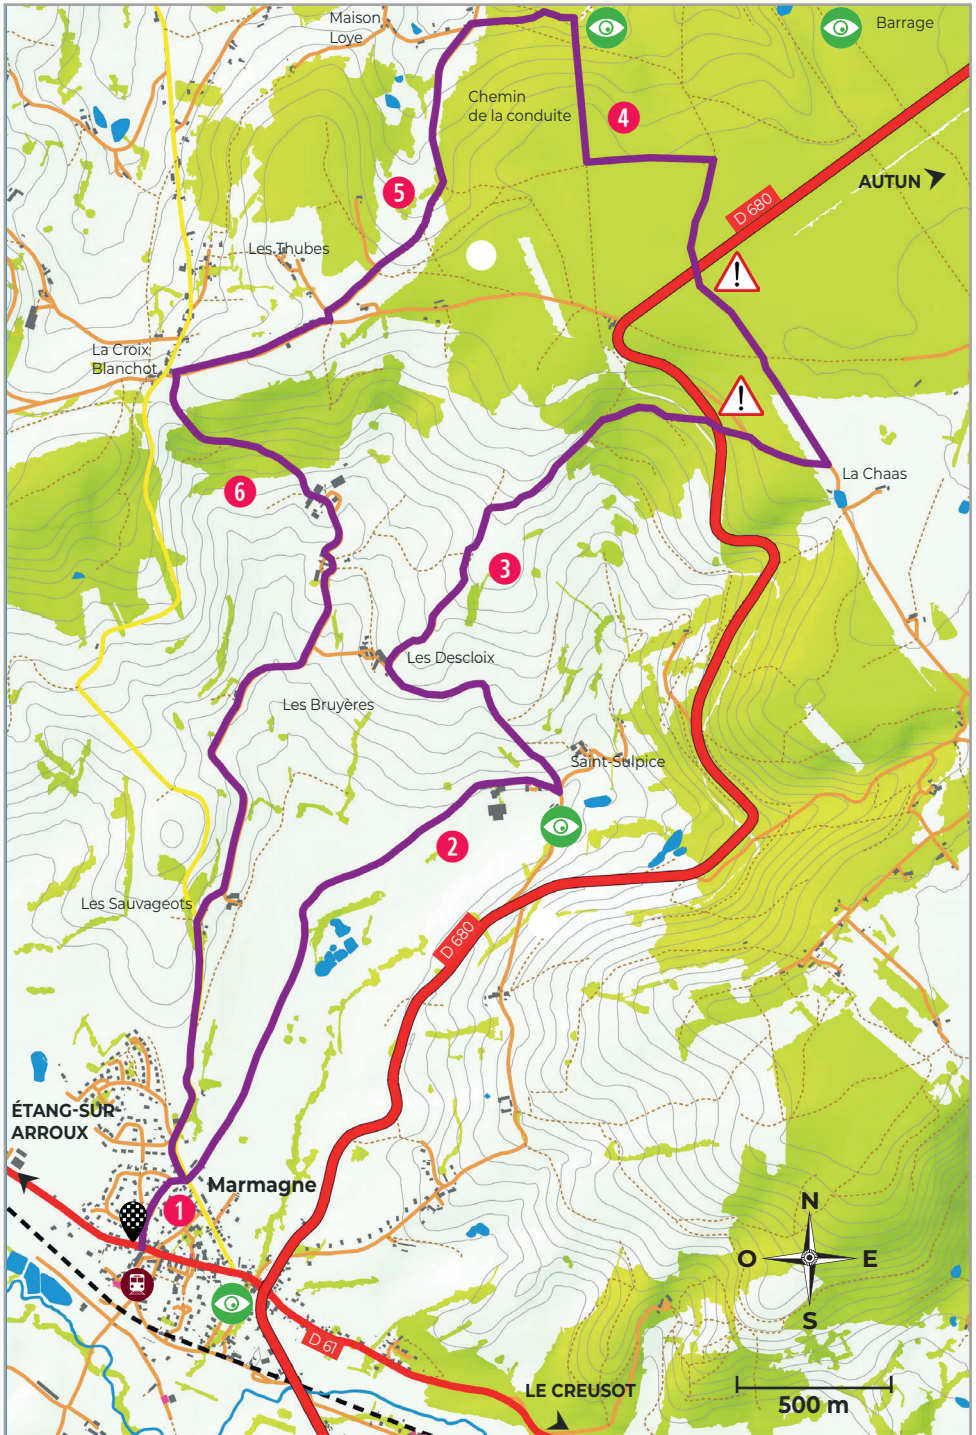 Maison
Loye
Barrage
Chemin
de la conduite
4
AUTUN
5
D 680
Les Thubes
!
La Croix
Blanchot
!
La Chaas
6
3
Les Descloix
Les Bruyères
Saint-Sulpice
2
Les Sauvageots
D 680
ÉTANG-SUR-
ARROUX
Marmagne
1
N
O
E
S
D 61
LE CREUSOT
500 m